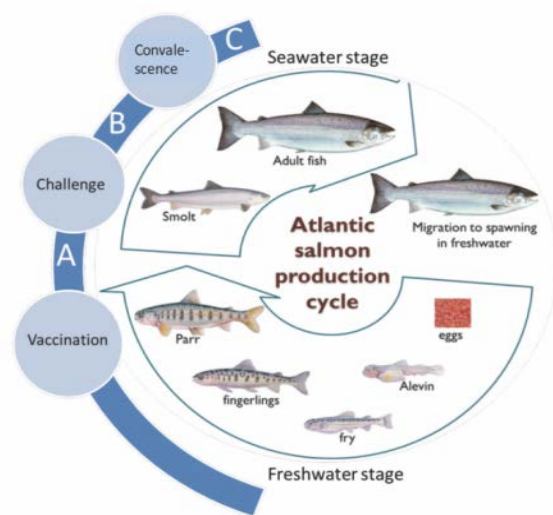 C
Convale-
scence
Seawater stage
B
Adult fish
Challenge
Smolt
Migration to spawning
in freshwater
A
Atlantic
salmon
production
cycle
Vaccination
Parr
eggs
fingerlings
Alevin
fry
Freshwater stage